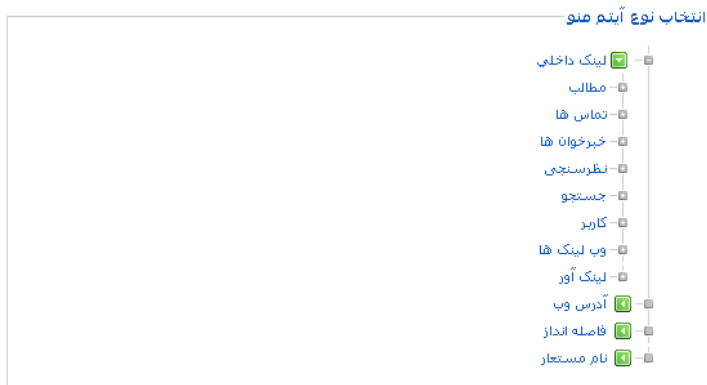 انتخاب نوع آیتم منو
لینک داخلي
مطالب
تماس ها
خبرخوان ها
نظرسنجی
جستجو
کاربر
وب لینک ها
لینک آور
آدرس وب
فاصله انداز
نام مستعار